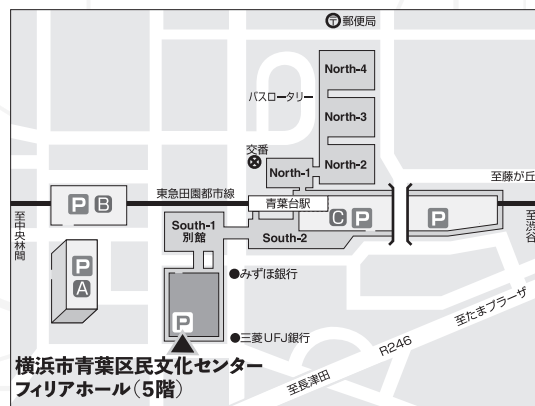 〒郵便局
North-4
バスロータリー
North-3
交番
North-2
North-1
至藤が丘
東急田園都市線
青葉台駅
P B
C P
P
至中央林間
至渋谷
South-1
別館
South-2
P
A
●みずほ銀行
至たまプラーザ
P
●三菱UFJ銀行
R246
至長津田
横浜市青葉区民文化センター
フィリアホール(5階)